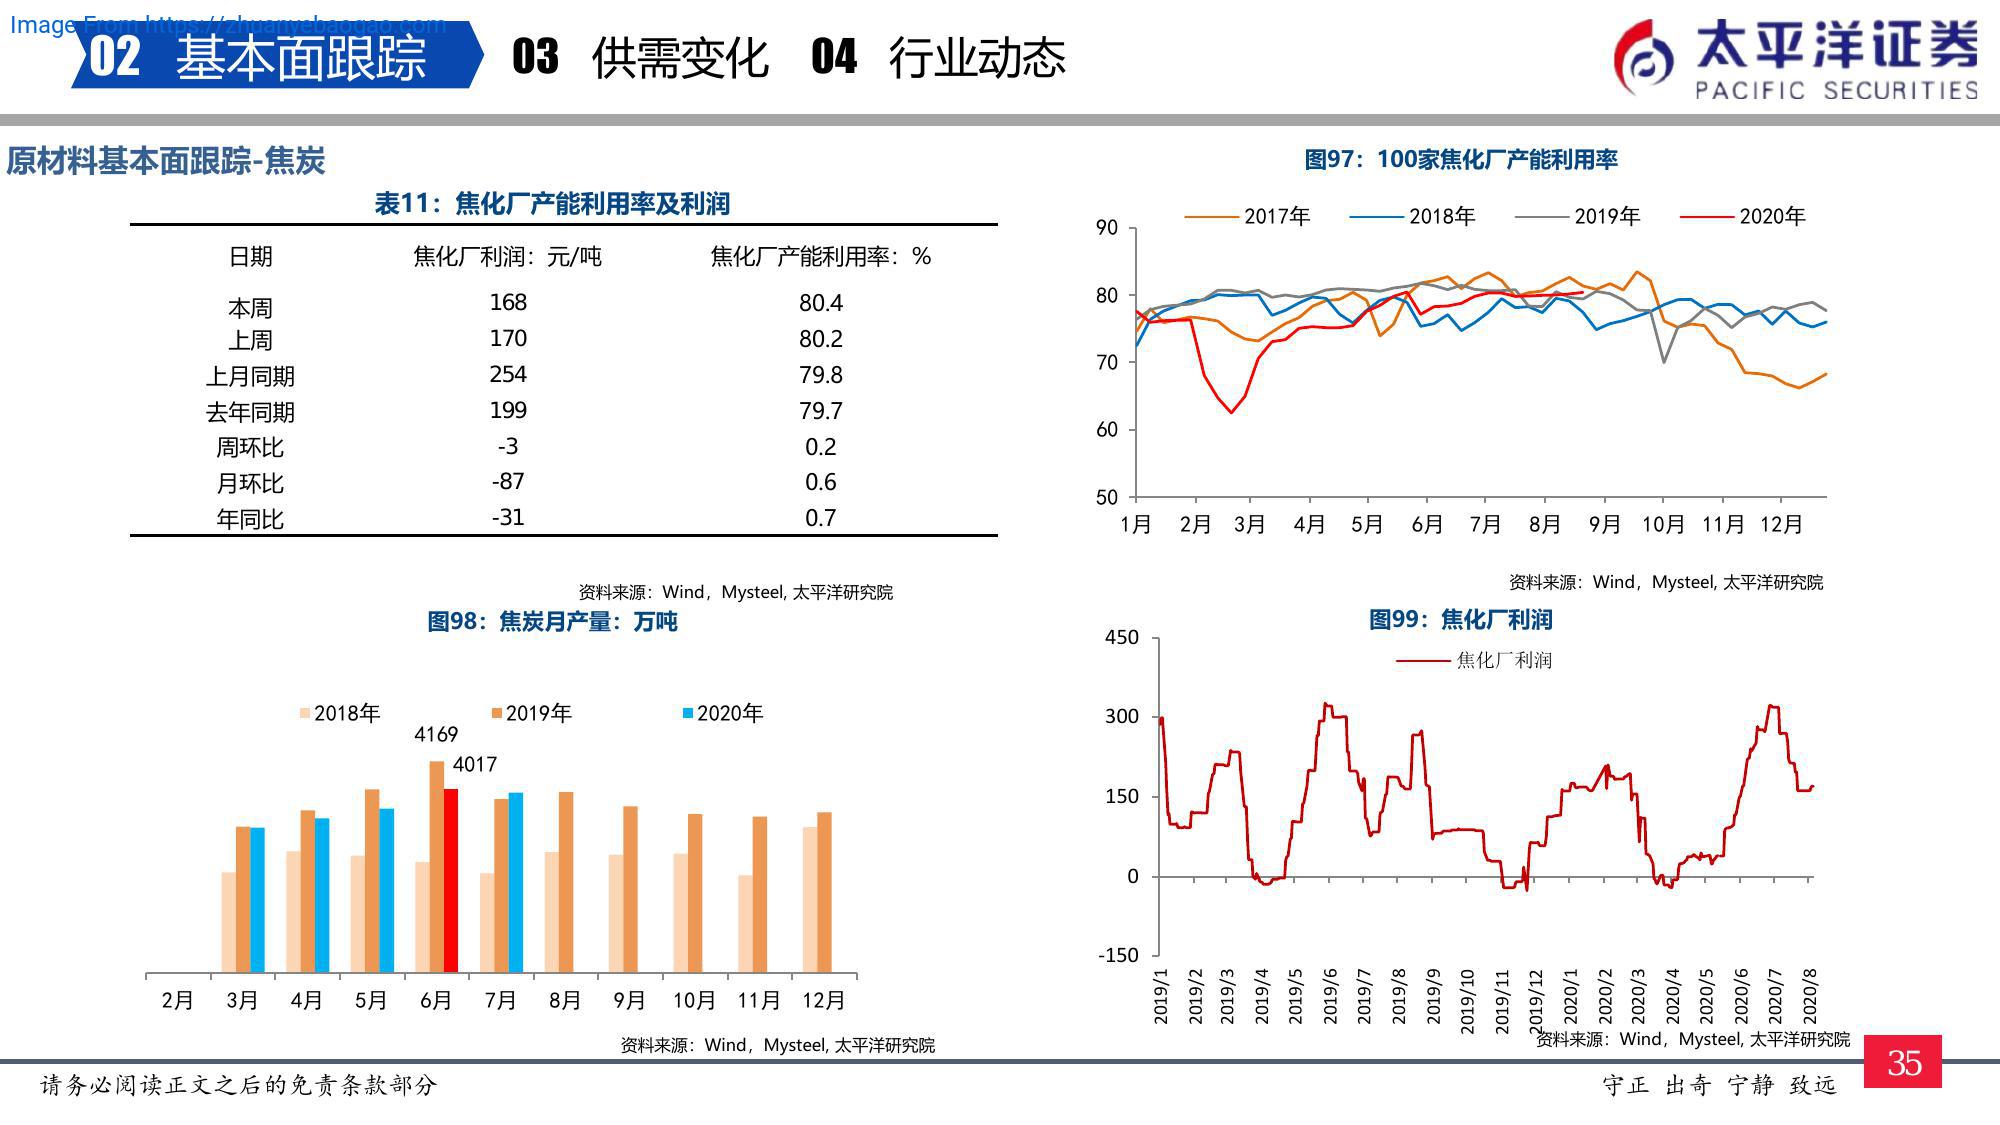 Image From https://zhuanyebaogao.com
02 基本面跟踪 03 供需变化 04 行业动态
太平洋证券
PACIFIC SECURITIES
原材料基本面跟踪-焦炭
表11：焦化厂产能利用率及利润
日期 焦化厂利润：元/吨 焦化厂产能利用率：%
本周 168 80.4
上周 170 80.2
上月同期 254 79.8
去年同期 199 79.7
周环比 -3 0.2
月环比 -87 0.6
年同比 -31 0.7
资料来源：Wind，Mysteel, 太平洋研究院
图97：100家焦化厂产能利用率
2017年 2018年 2019年 2020年
90
80
70
60
50
1月 2月 3月 4月 5月 6月 7月 8月 9月 10月 11月 12月
资料来源：Wind，Mysteel, 太平洋研究院
图98：焦炭月产量：万吨
2018年 2019年 2020年
4169
4017
2月 3月 4月 5月 6月 7月 8月 9月 10月 11月 12月
资料来源：Wind，Mysteel, 太平洋研究院
图99：焦化厂利润
焦化厂利润
450
300
150
0
-150
2019/1 2019/2 2019/3 2019/4 2019/5 2019/6 2019/7 2019/8 2019/9 2019/10 2019/11 2019/12 2020/1 2020/2 2020/3 2020/4 2020/5 2020/6 2020/7 2020/8
资料来源：Wind，Mysteel, 太平洋研究院
请务必阅读正文之后的免责条款部分
守正 出奇 宁静 致远
35